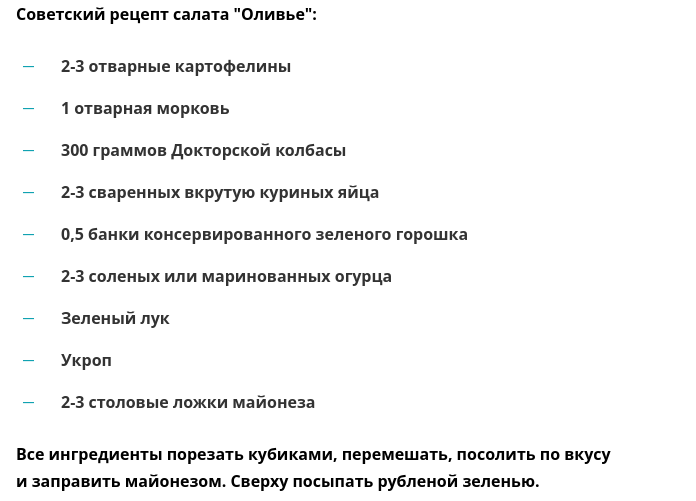 Советский рецепт салата "Оливье":
— 2-3 отварные картофелины
— 1 отварная морковь
— 300 граммов Докторской колбасы
— 2-3 сваренных вкрутую куриных яйца
— 0,5 банки консервированного зеленого горошка
— 2-3 соленых или маринованных огурца
— Зеленый лук
— Укроп
— 2-3 столовые ложки майонеза
Все ингредиенты порезать кубиками, перемешать, посолить по вкусу
и заправить майонезом. Сверху посыпать рубленой зеленью.